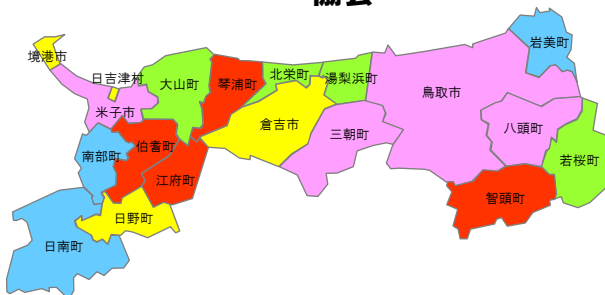 協会
岩美町
境港市
日吉津村
大山町
琴浦町
北栄町
湯梨浜町
鳥取市
米子市
倉吉市
三朝町
八頭町
若桜町
南部町
伯耆町
江府町
智頭町
日野町
日南町